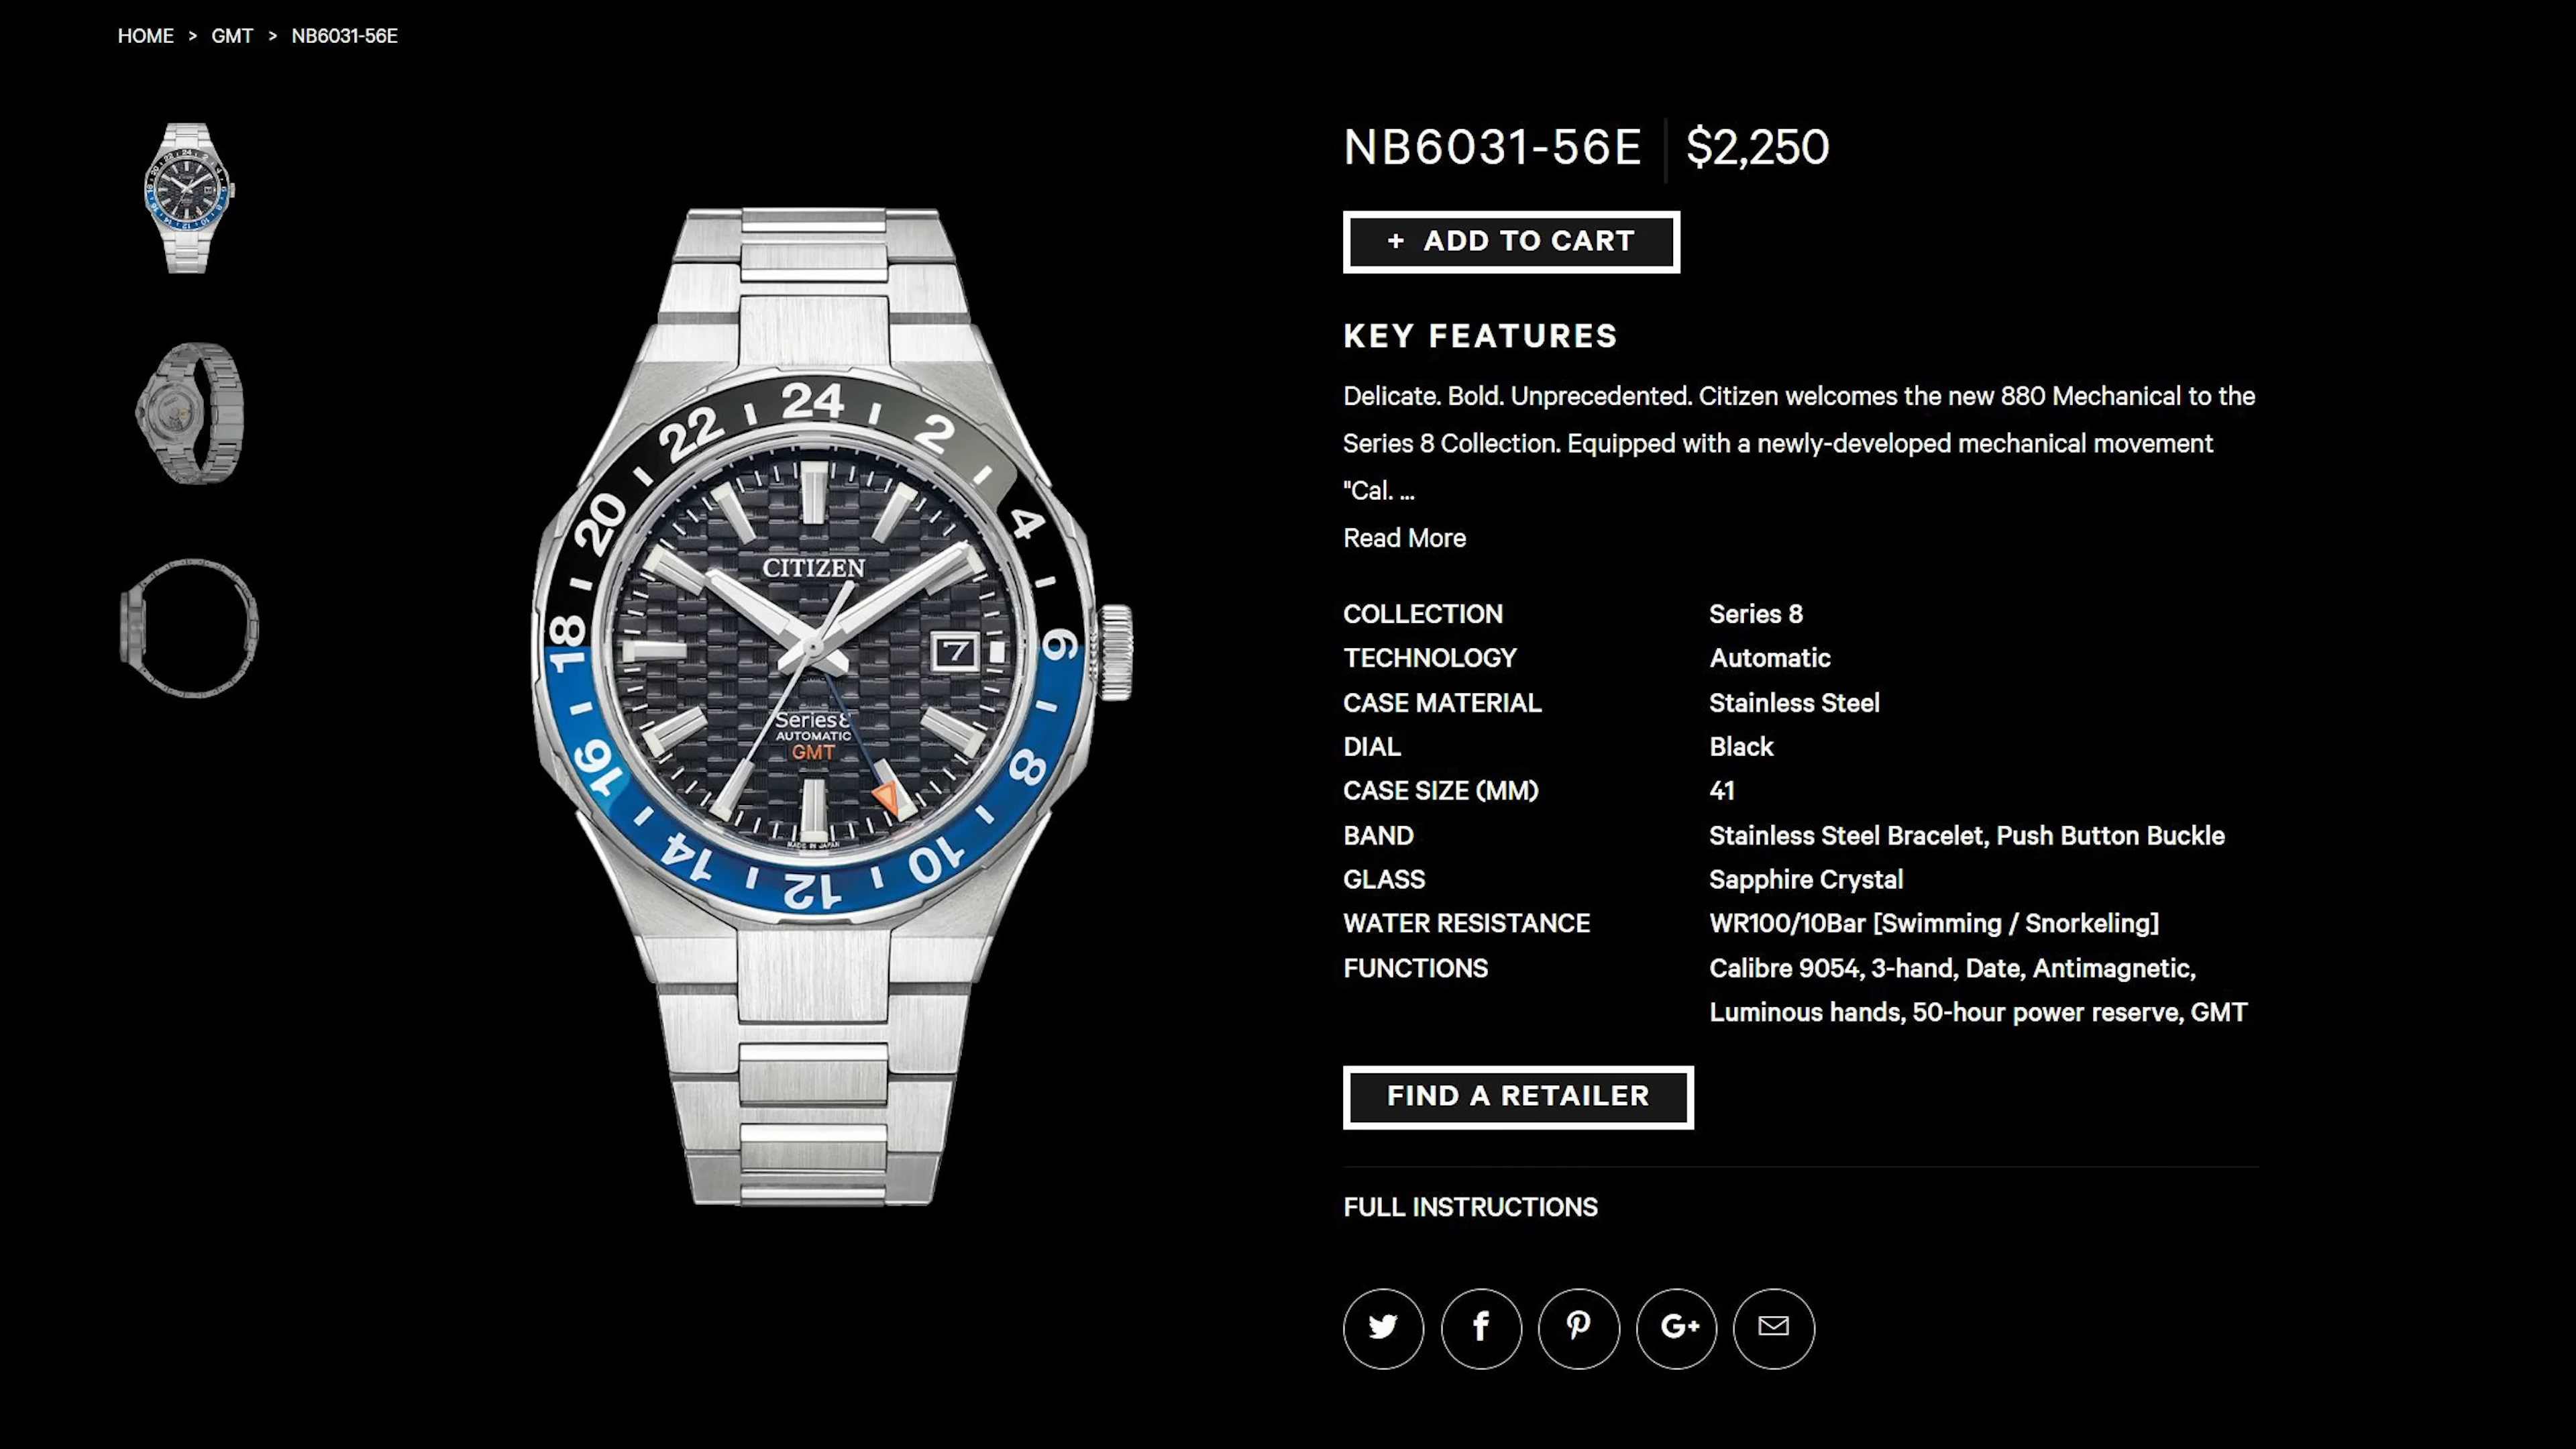 HOME > GMT > NB6031-56E
NB6031-56E $2,250
+ ADD TO CART
KEY FEATURES
Delicate. Bold. Unprecedented. Citizen welcomes the new 880 Mechanical to the
Series 8 Collection. Equipped with a newly-developed mechanical movement
"Cal. ...
Read More
COLLECTION Series 8
TECHNOLOGY Automatic
CASE MATERIAL Stainless Steel
DIAL Black
CASE SIZE (MM) 41
BAND Stainless Steel Bracelet, Push Button Buckle
GLASS Sapphire Crystal
WATER RESISTANCE WR100/10Bar [Swimming / Snorkeling]
FUNCTIONS Calibre 9054, 3-hand, Date, Antimagnetic,
Luminous hands, 50-hour power reserve, GMT
FIND A RETAILER
FULL INSTRUCTIONS
G+
24
2
4
6
8
10
12
14
16
18
20
22
CITIZEN
7
Series 8
AUTOMATIC
GMT
MADE IN JAPAN